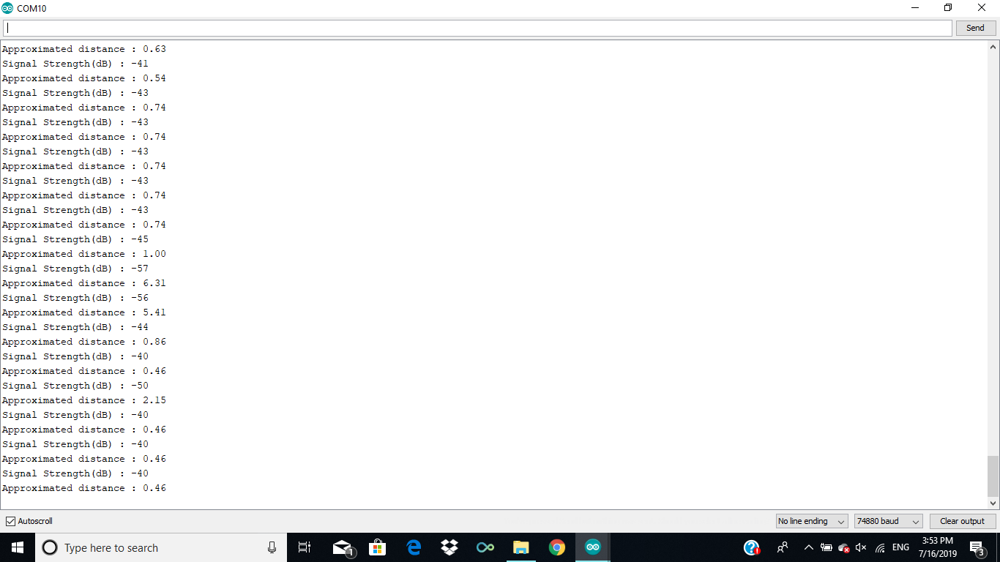 COM10
Send
Approximated distance : 0.63
Signal Strength(dB) : -41
Approximated distance : 0.54
Signal Strength(dB) : -43
Approximated distance : 0.74
Signal Strength(dB) : -43
Approximated distance : 0.74
Signal Strength(dB) : -43
Approximated distance : 0.74
Signal Strength(dB) : -43
Approximated distance : 0.74
Signal Strength(dB) : -43
Approximated distance : 0.74
Signal Strength(dB) : -45
Approximated distance : 1.00
Signal Strength(dB) : -57
Approximated distance : 6.31
Signal Strength(dB) : -56
Approximated distance : 5.41
Signal Strength(dB) : -44
Approximated distance : 0.86
Signal Strength(dB) : -40
Approximated distance : 0.46
Signal Strength(dB) : -50
Approximated distance : 2.15
Signal Strength(dB) : -40
Approximated distance : 0.46
Signal Strength(dB) : -40
Approximated distance : 0.46
Signal Strength(dB) : -40
Approximated distance : 0.46
Autoscroll No line ending 74880 baud Clear output
Type here to search 1 ENG 3:53 PM
7/16/2019 3